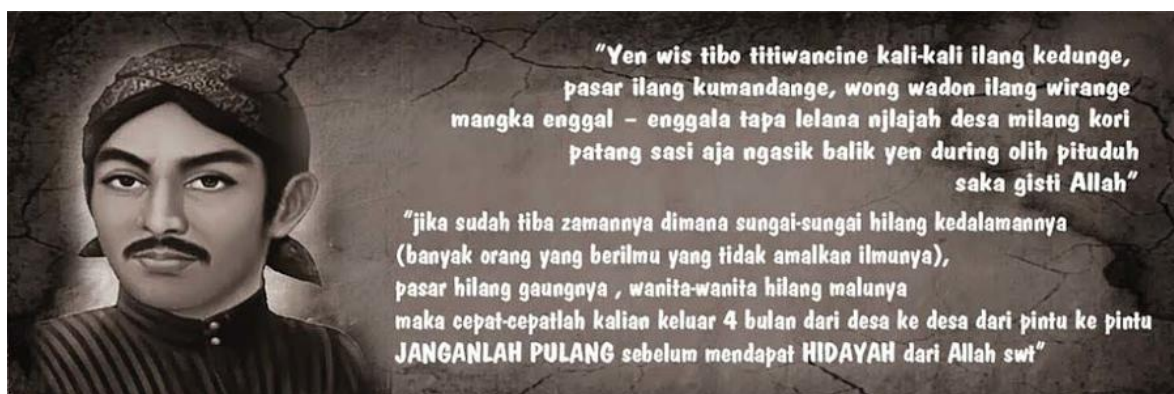 "Yen wis tibo titiwancine kali-kali ilang kedunge,
pasar ilang kumandange, wong wadon ilang wirange
mangka enggal – enggala tapa lelana njlajah desa milang kori
patang sasi aja ngasik balik yen during olih pituduh
saka gisti Allah"
"jika sudah tiba zamannya dimana sungai-sungai hilang kedalamannya
(banyak orang yang berilmu yang tidak amalkan ilmunya),
pasar hilang gaungnya , wanita-wanita hilang malunya
maka cepat-cepatlah kalian keluar 4 bulan dari desa ke desa dari pintu ke pintu
JANGANLAH PULANG sebelum mendapat HIDAYAH dari Allah swt"